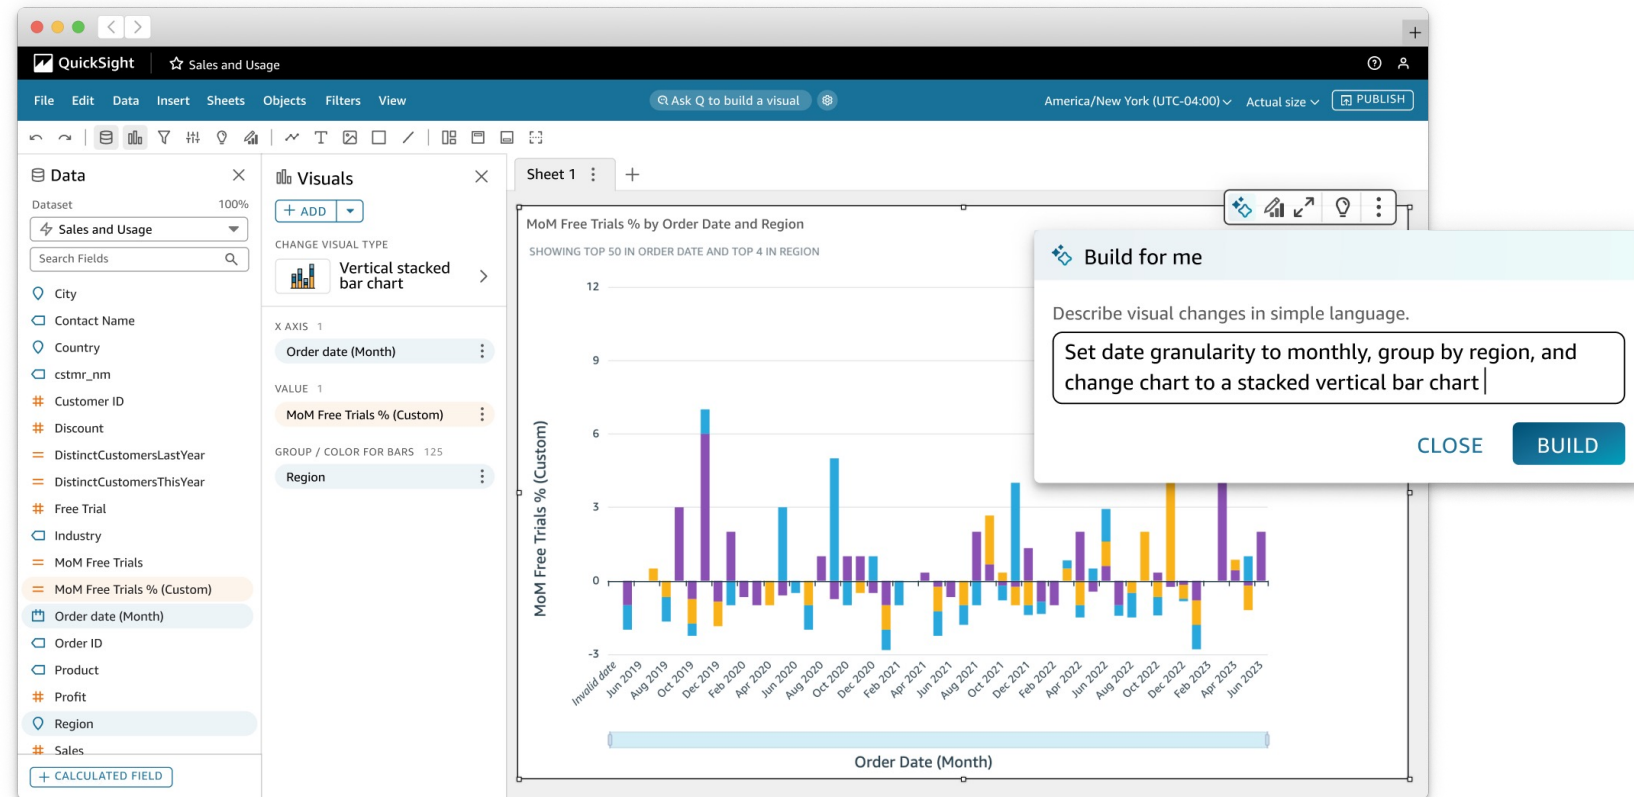 QuickSight
Sales and Usage
File Edit Data Insert Sheets Objects Filters View
Ask Q to build a visual
America/New York (UTC-04:00)
Actual size
PUBLISH
Data
Dataset 100%
Sales and Usage
Search Fields
City
Contact Name
Country
cstmr_nm
Customer ID
Discount
DistinctCustomersLastYear
DistinctCustomersThisYear
Free Trial
Industry
MoM Free Trials
MoM Free Trials % (Custom)
Order date (Month)
Order ID
Product
Profit
Region
Sales
+ CALCULATED FIELD
Visuals
+ ADD
CHANGE VISUAL TYPE
Vertical stacked
bar chart
X AXIS 1
Order date (Month)
VALUE 1
MoM Free Trials % (Custom)
GROUP / COLOR FOR BARS 125
Region
Sheet 1
MoM Free Trials % by Order Date and Region
SHOWING TOP 50 IN ORDER DATE AND TOP 4 IN REGION
MoM Free Trials % (Custom)
12
9
6
3
0
-3
Invalid date
Jun 2019
Aug 2019
Oct 2019
Dec 2019
Feb 2020
Apr 2020
Jun 2020
Aug 2020
Oct 2020
Dec 2020
Feb 2021
Apr 2021
Jun 2021
Aug 2021
Oct 2021
Dec 2021
Feb 2022
Apr 2022
Jun 2022
Aug 2022
Oct 2022
Dec 2022
Feb 2023
Apr 2023
Jun 2023
Order Date (Month)
Build for me
Describe visual changes in simple language.
Set date granularity to monthly, group by region, and
change chart to a stacked vertical bar chart
CLOSE
BUILD